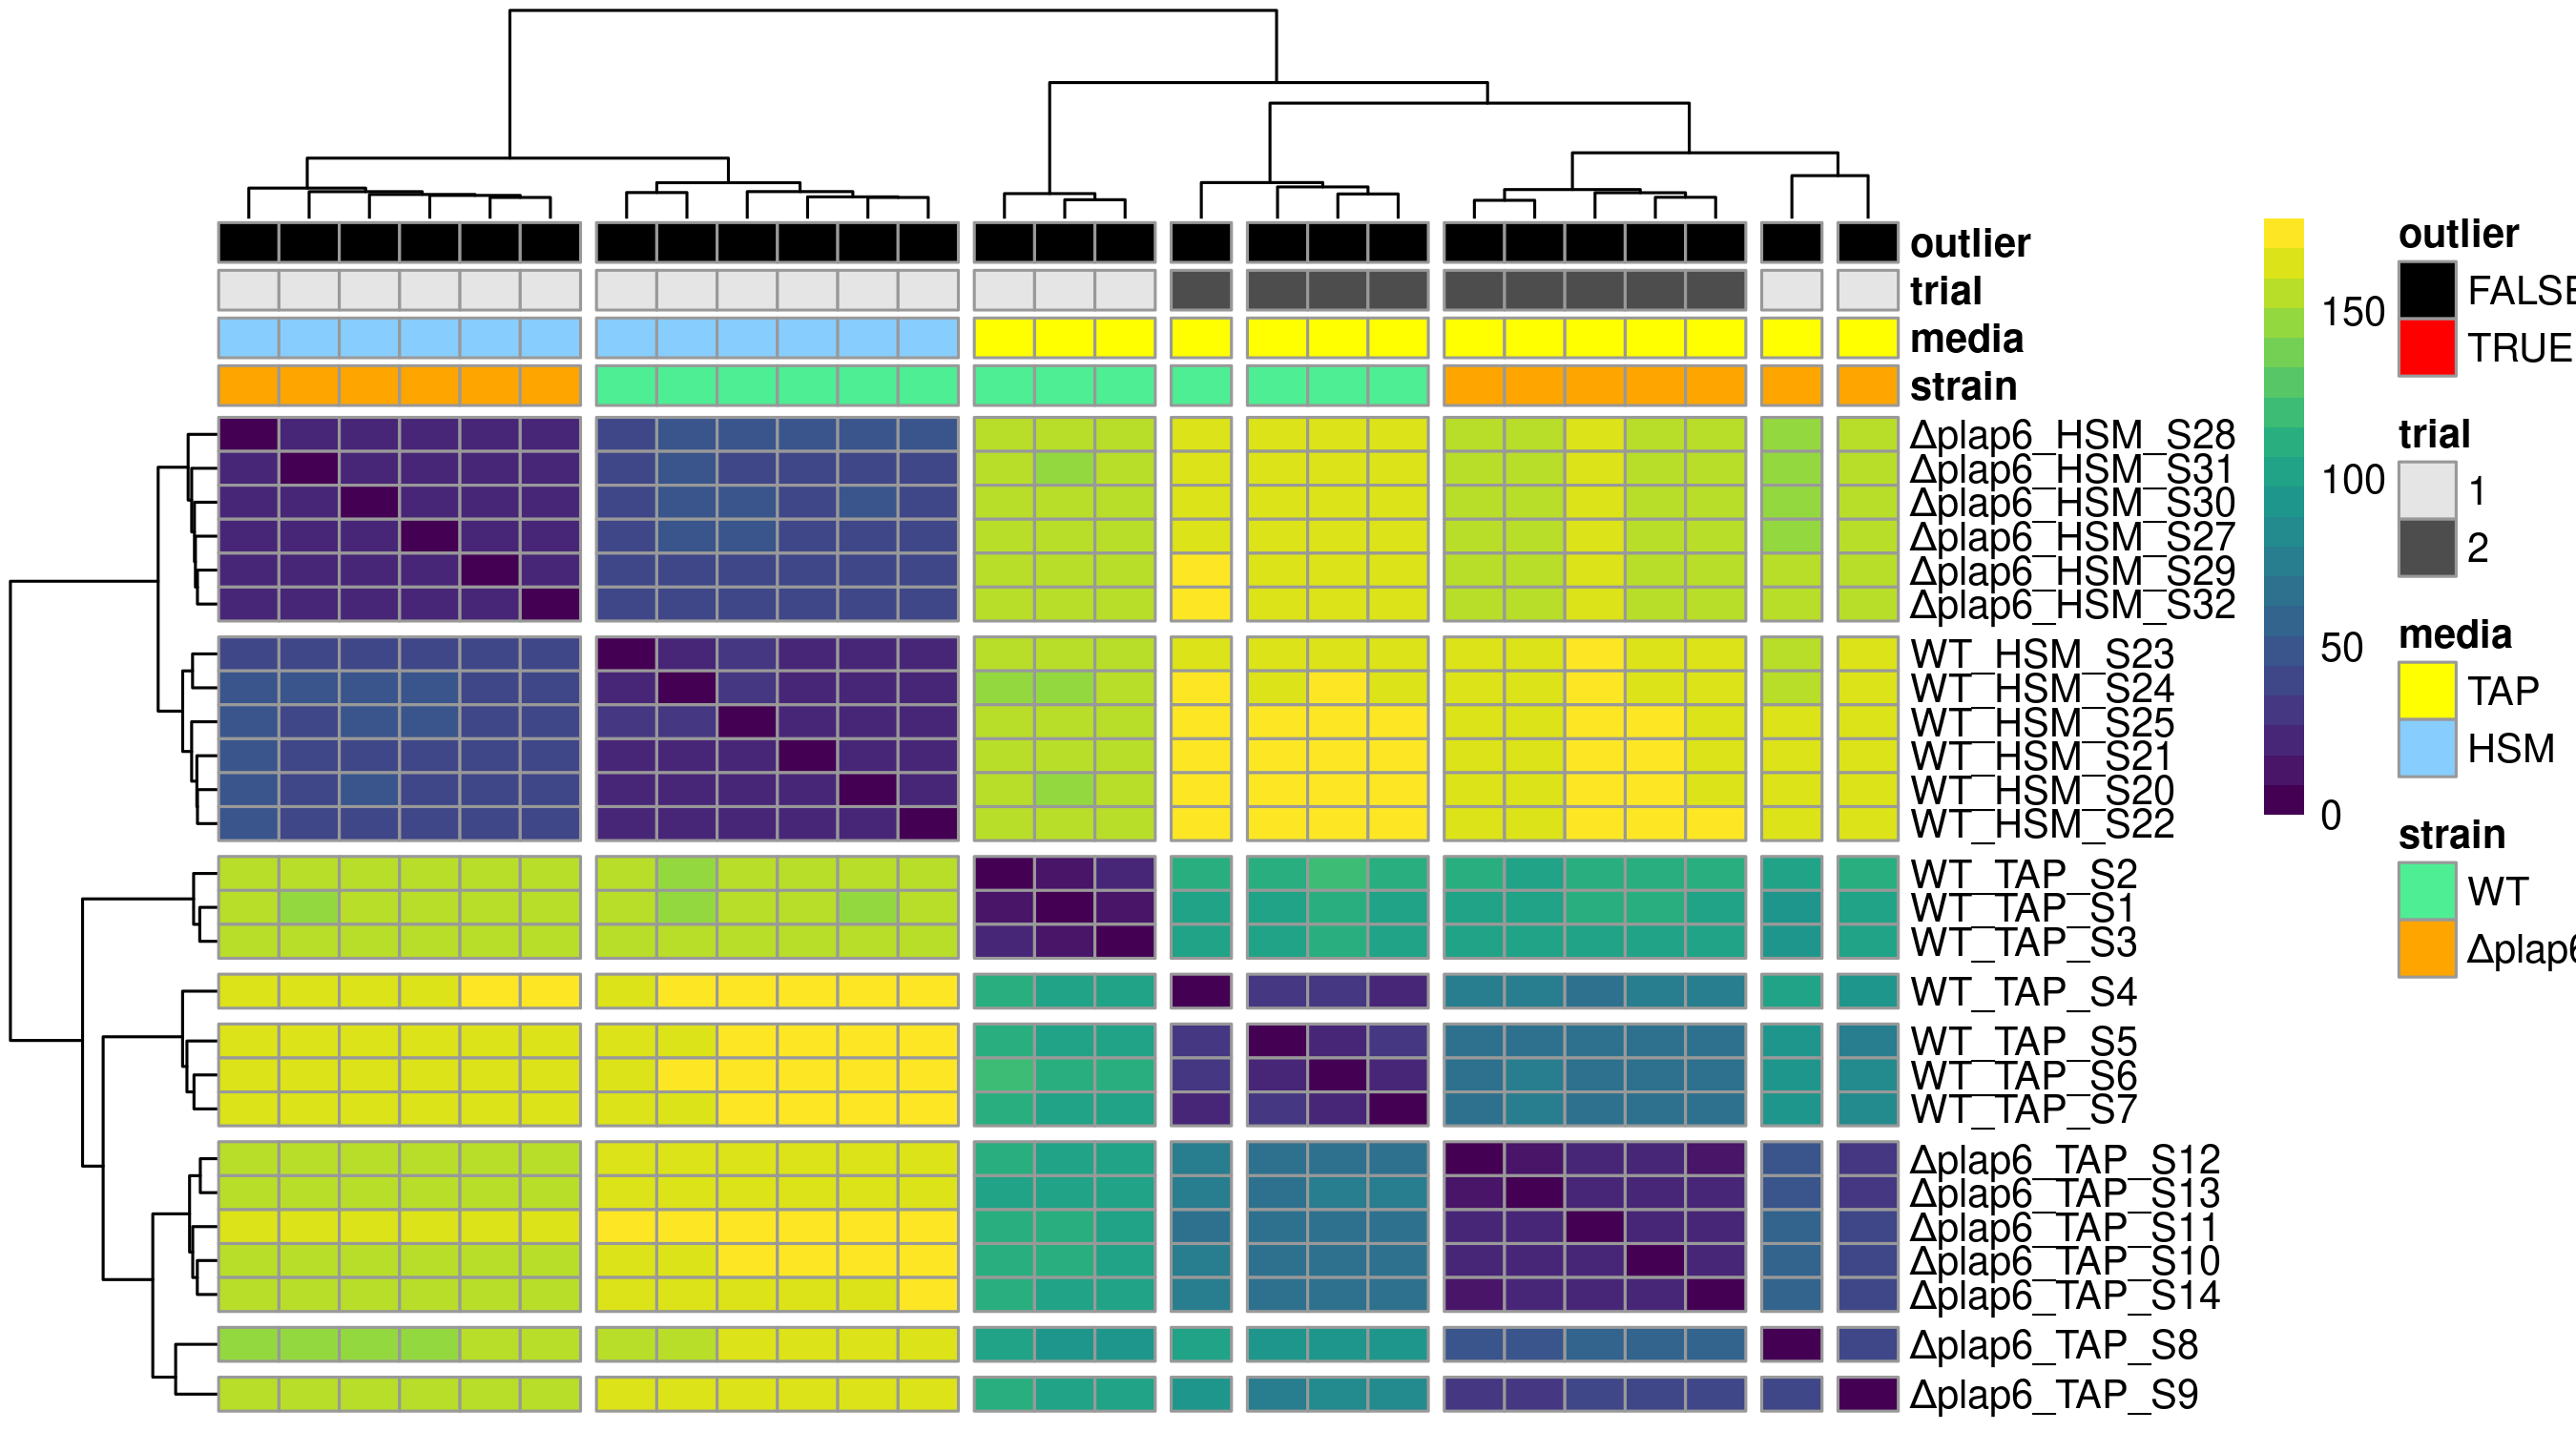 outlier
trial
media
strain
Δplap6_HSM_S28
Δplap6_HSM_S31
Δplap6_HSM_S30
Δplap6_HSM_S27
Δplap6_HSM_S29
Δplap6_HSM_S32
WT_HSM_S23
WT_HSM_S24
WT_HSM_S25
WT_HSM_S21
WT_HSM_S20
WT_HSM_S22
WT_TAP_S2
WT_TAP_S1
WT_TAP_S3
WT_TAP_S4
WT_TAP_S5
WT_TAP_S6
WT_TAP_S7
Δplap6_TAP_S12
Δplap6_TAP_S13
Δplap6_TAP_S11
Δplap6_TAP_S10
Δplap6_TAP_S14
Δplap6_TAP_S8
Δplap6_TAP_S9
150
100
50
0
outlier
FALSE
TRUE
trial
1
2
media
TAP
HSM
strain
WT
Δplap6